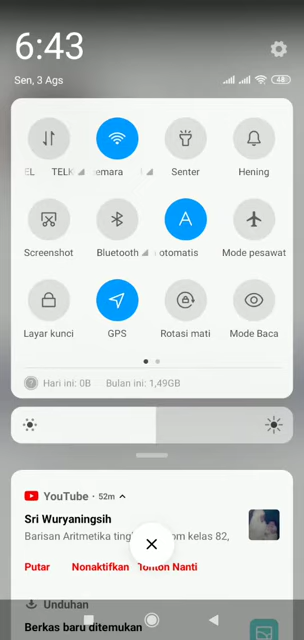 6:43
Sen, 3 Ags
48
EL TELK emara
Senter
Hening
Screenshot
Bluetooth
otomatis
Mode pesawat
Layar kunci
GPS
Rotasi mati
Mode Baca
Hari ini: 0B Bulan ini: 1,49GB
YouTube • 52m
Sri Wuryaningsih
Barisan Aritmetika ting om kelas 82,
Putar Nonaktifkan Tonton Nanti
Unduhan
Berkas baru ditemukan